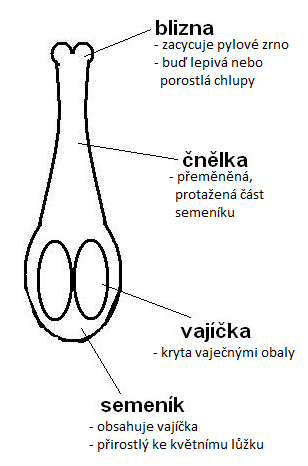 blizna
- zacycuje pylové zrno
- buď lepivá nebo
porostlá chlupy
čnělka
- přeměněná,
protažená část
semeníku
vajíčka
- kryta vaječnými obaly
semeník
- obsahuje vajíčka
- přirostlý ke květnímu lůžku